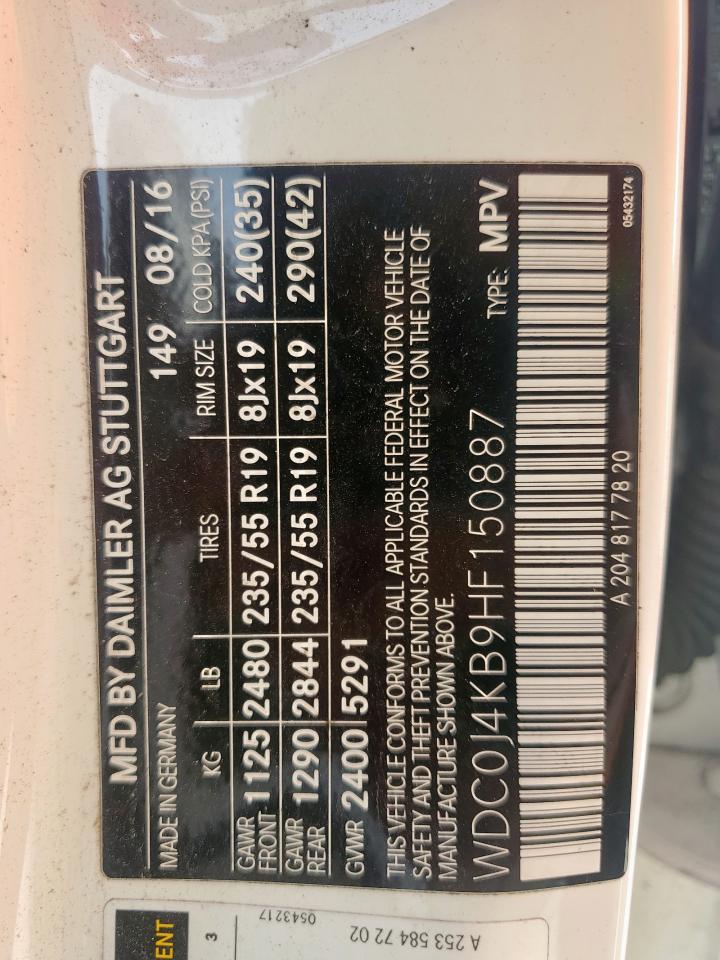 MFD BY DAIMLER AG STUTTGART
MADE IN GERMANY 149 08/16
KG LB TIRES RIM SIZE COLD KPA(PSI)
GAWR FRONT 1125 2480 235/55 R19 8Jx19 240(35)
GAWR REAR 1290 2844 235/55 R19 8Jx19 290(42)
GVWR 2400 5291
THIS VEHICLE CONFORMS TO ALL APPLICABLE FEDERAL MOTOR VEHICLE
SAFETY AND THEFT PREVENTION STANDARDS IN EFFECT ON THE DATE OF
MANUFACTURE SHOWN ABOVE.
WDC0J4KB9HF150887 TYPE: MPV
A 204 817 78 20 05432174
ENT
3
0543217
A 253 584 72 02